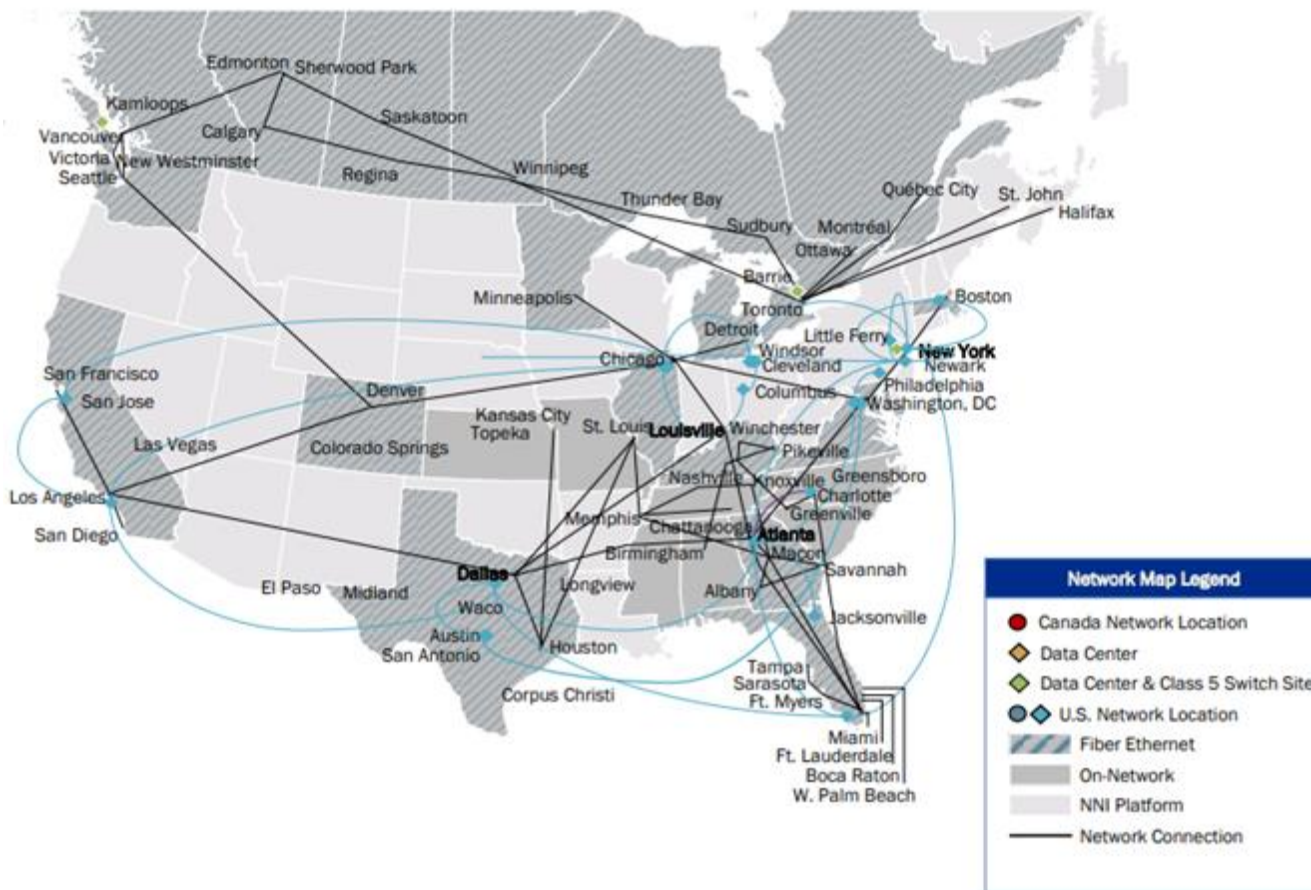 Edmonton
Sherwood Park
Kamloops
Saskatoon
Vancouver
Calgary
Victoria
New Westminster
Seattle
Regina
Winnipeg
Thunder Bay
Québec City
St. John
Halifax
Sudbury
Montréal
Ottawa
Barrie
Minneapolis
Toronto
Boston
Detroit
Little Ferry
Windsor
New York
Chicago
Cleveland
Newark
San Francisco
Denver
Columbus
Philadelphia
San Jose
Washington, DC
Kansas City
Topeka
St. Louis
Louisville
Winchester
Las Vegas
Colorado Springs
Pikeville
Nashville
Knoxville
Greensboro
Los Angeles
Charlotte
Memphis
Chattanooga
Greenville
San Diego
Atlanta
Birmingham
Macon
Dallas
Savannah
El Paso
Midland
Longview
Albany
Waco
Jacksonville
Austin
Houston
San Antonio
Tampa
Sarasota
Corpus Christi
Ft. Myers
Miami
Ft. Lauderdale
Boca Raton
W. Palm Beach
Network Map Legend
Canada Network Location
Data Center
Data Center & Class 5 Switch Site
U.S. Network Location
Fiber Ethernet
On-Network
NNI Platform
Network Connection